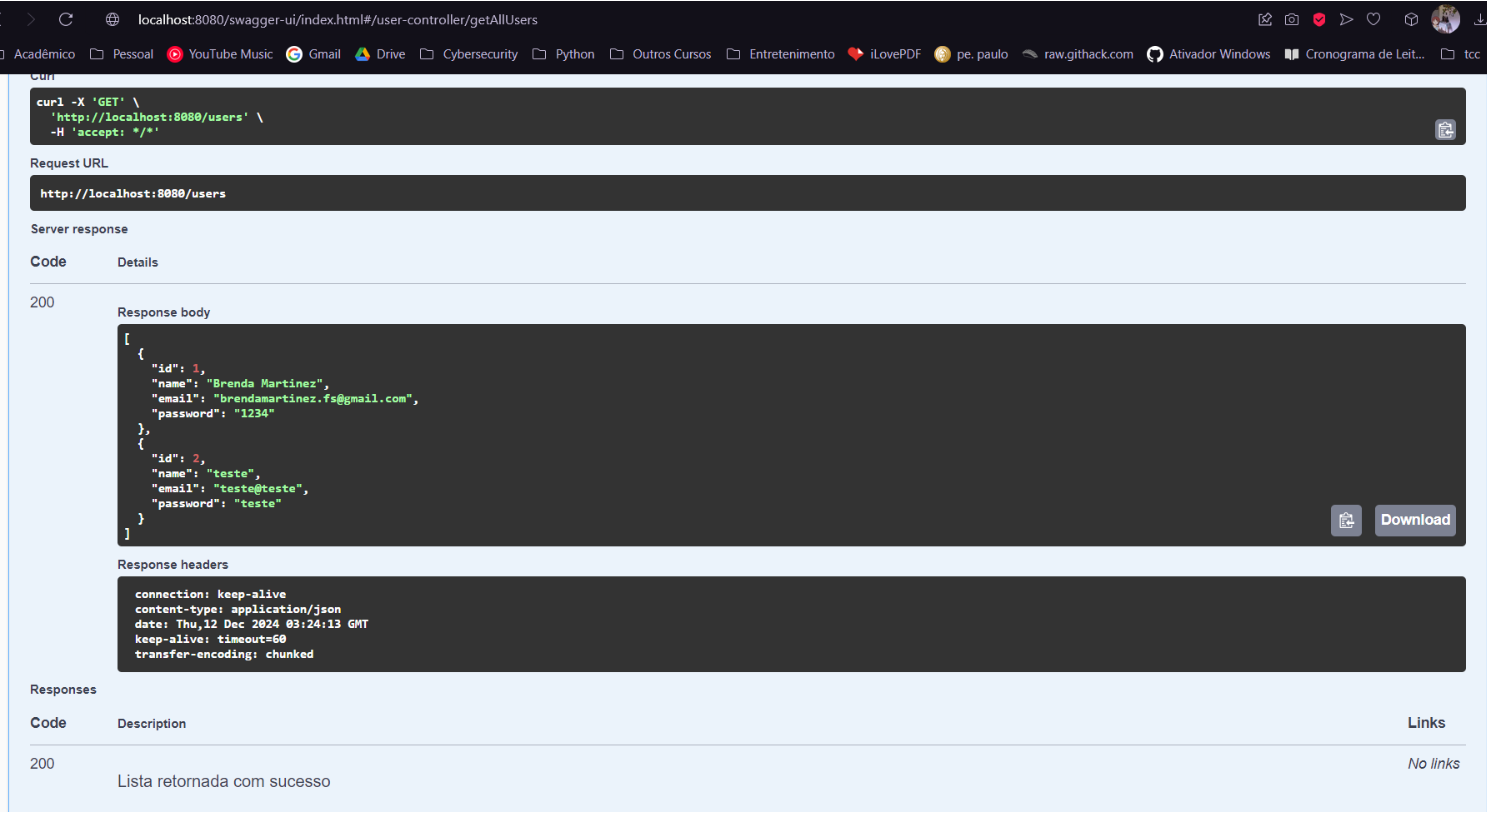 localhost:8080/swagger-ui/index.html#/user-controller/getAllUsers
Acadêmico Pessoal YouTube Music Gmail Drive Cybersecurity Python Outros Cursos Entretenimento iLovePDF pe. paulo raw.githack.com Ativador Windows Cronograma de Leit... tcc
Curl
curl -X 'GET' \
'http://localhost:8080/users' \
-H 'accept: */*'
Request URL
http://localhost:8080/users
Server response
Code Details
200
Response body
[
{
"id": 1,
"name": "Brenda Martinez",
"email": "brendamartinez.fs@gmail.com",
"password": "1234"
},
{
"id": 2,
"name": "teste",
"email": "teste@teste",
"password": "teste"
}
]
Download
Response headers
connection: keep-alive
content-type: application/json
date: Thu,12 Dec 2024 03:24:13 GMT
keep-alive: timeout=60
transfer-encoding: chunked
Responses
Code Description Links
200 No links
Lista retornada com sucesso